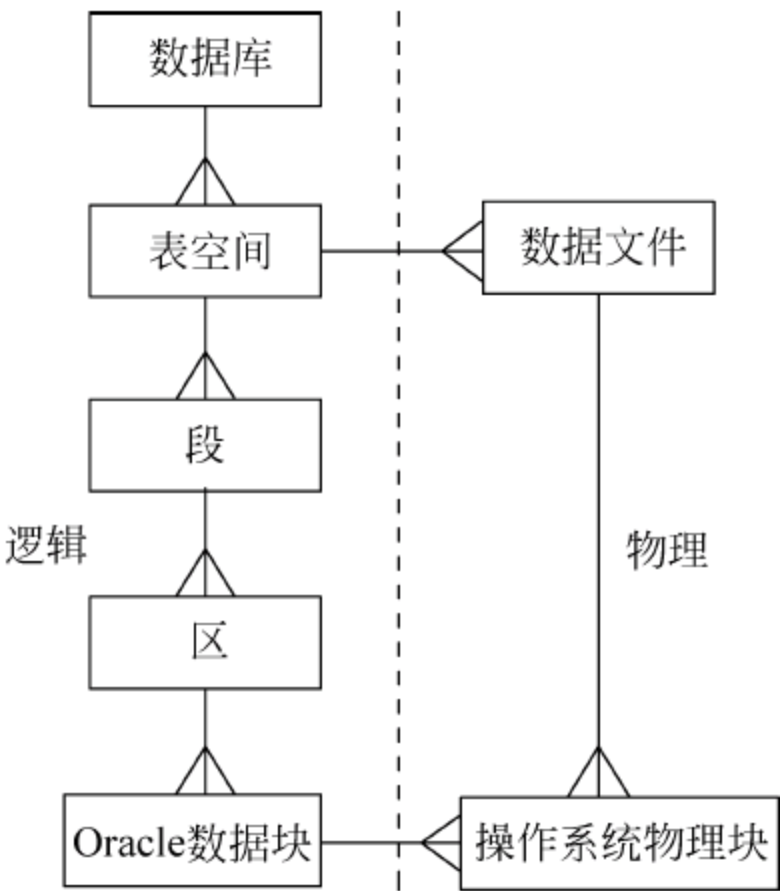 数据库
表空间
数据文件
段
逻辑
物理
区
Oracle数据块
操作系统物理块